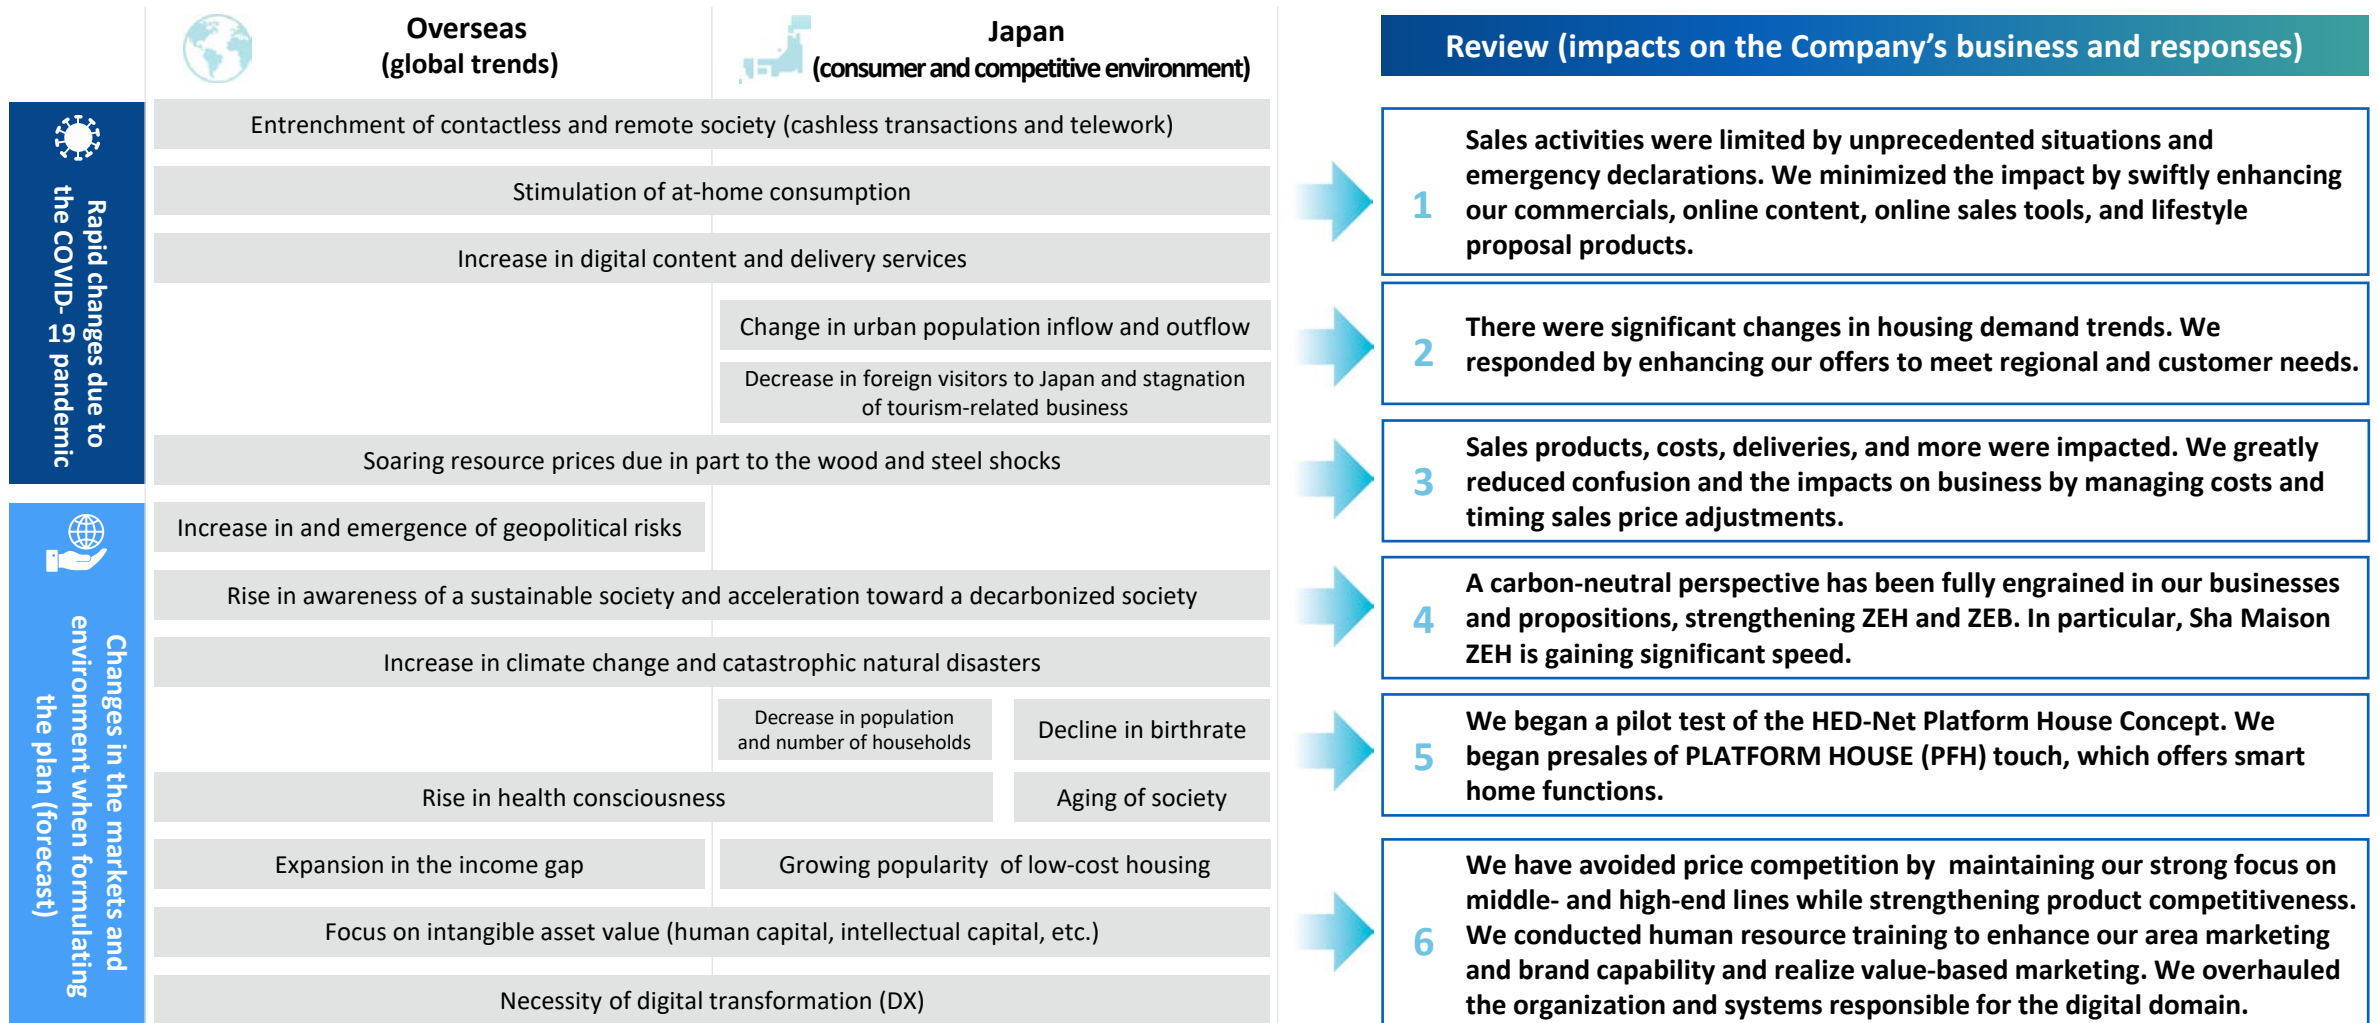 Overseas
(global trends)
Japan
(consumer and competitive environment)
Review (impacts on the Company's business and responses)
Rapid changes due to
the COVID-
19 pandemic
Entrenchment of contactless and remote society (cashless transactions and telework)
Stimulation of at-home consumption
Increase in digital content and delivery services
Change in urban population inflow and outflow
Decrease in foreign visitors to Japan and stagnation
of tourism-related business
Soaring resource prices due in part to the wood and steel shocks
Changes in the markets and
environment when formulating
the plan (forecast)
Increase in and emergence of geopolitical risks
Rise in awareness of a sustainable society and acceleration toward a decarbonized society
Increase in climate change and catastrophic natural disasters
Decrease in population
and number of households
Decline in birthrate
Rise in health consciousness
Aging of society
Expansion in the income gap
Growing popularity of low-cost housing
Focus on intangible asset value (human capital, intellectual capital, etc.)
Necessity of digital transformation (DX)
1
Sales activities were limited by unprecedented situations and
emergency declarations. We minimized the impact by swiftly enhancing
our commercials, online content, online sales tools, and lifestyle
proposal products.
2
There were significant changes in housing demand trends. We
responded by enhancing our offers to meet regional and customer needs.
3
Sales products, costs, deliveries, and more were impacted. We greatly
reduced confusion and the impacts on business by managing costs and
timing sales price adjustments.
4
A carbon-neutral perspective has been fully engrained in our businesses
and propositions, strengthening ZEH and ZEB. In particular, Sha Maison
ZEH is gaining significant speed.
5
We began a pilot test of the HED-Net Platform House Concept. We
began presales of PLATFORM HOUSE (PFH) touch, which offers smart
home functions.
6
We have avoided price competition by maintaining our strong focus on
middle- and high-end lines while strengthening product competitiveness.
We conducted human resource training to enhance our area marketing
and brand capability and realize value-based marketing. We overhauled
the organization and systems responsible for the digital domain.